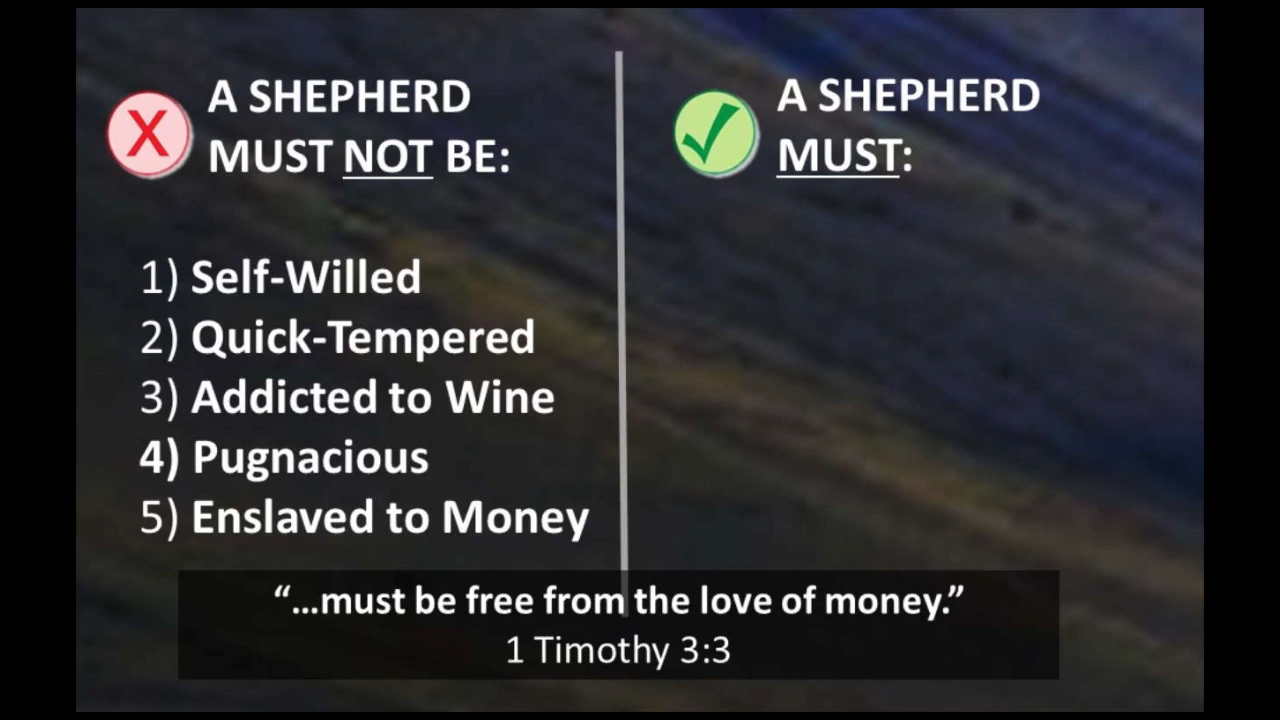 A SHEPHERD
MUST NOT BE:
1) Self-Willed
2) Quick-Tempered
3) Addicted to Wine
4) Pugnacious
5) Enslaved to Money
A SHEPHERD
MUST:
“...must be free from the love of money.”
1 Timothy 3:3